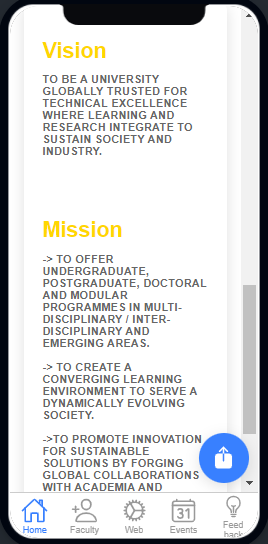 Vision
TO BE A UNIVERSITY
GLOBALLY TRUSTED FOR
TECHNICAL EXCELLENCE
WHERE LEARNING AND
RESEARCH INTEGRATE TO
SUSTAIN SOCIETY AND
INDUSTRY.
Mission
-> TO OFFER
UNDERGRADUATE,
POSTGRADUATE, DOCTORAL
AND MODULAR
PROGRAMMES IN MULTI-
DISCIPLINARY / INTER-
DISCIPLINARY AND
EMERGING AREAS.
-> TO CREATE A
CONVERGING LEARNING
ENVIRONMENT TO SERVE A
DYNAMICALLY EVOLVING
SOCIETY.
->TO PROMOTE INNOVATION
FOR SUSTAINABLE
SOLUTIONS BY FORGING
GLOBAL COLLABORATIONS
WITH ACADEMIA AND
Home Faculty Web 31 Events Feed
back